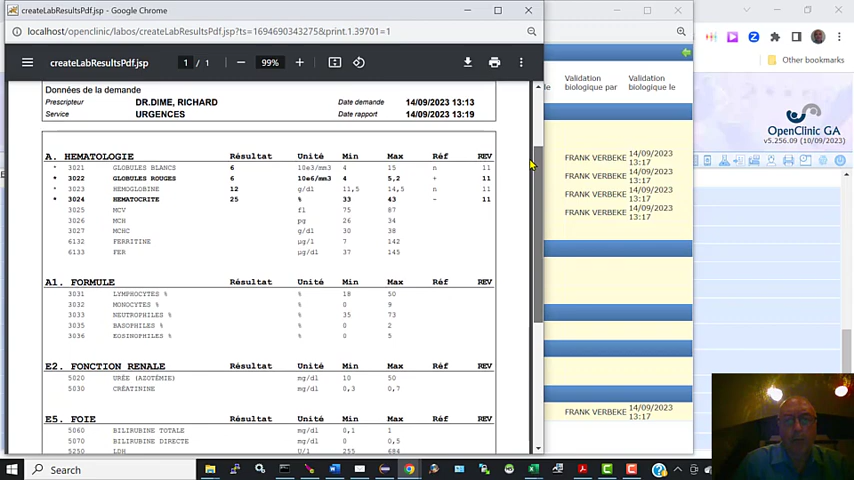 createLabResultsPdf.jsp - Google Chrome
localhost/openclinic/labos/createLabResultsPdf.jsp?ts=1694690343275&print.1.39701=1
Other bookmarks
createLabResultsPdf.jsp 1 / 1 99%
OpenClinic GA
(v5.256.09 (10/09/2023)
Données de la demande
Prescripteur DR.DIME, RICHARD Date demande 14/09/2023 13:13
Service URGENCES Date rapport 14/09/2023 13:19
A. HEMATOLOGIE Résultat Unité Min Max Réf REV
* 3021 GLOBULES BLANCS 6 10e3/mm3 4 15 n 11
* 3022 GLOBULES ROUGES 6 10e6/mm3 4 5,2 + 11
* 3023 HEMOGLOBINE 12 g/dl 11,5 14,5 n 11
* 3024 HEMATOCRITE 25 % 33 43 - 11
3025 MCV fl 75 87
3026 MCH pg 26 34
3027 MCHC g/dl 30 38
6132 FERRITINE µg/l 7 142
6133 FER µg/dl 37 145
A1. FORMULE Résultat Unité Min Max Réf REV
3031 LYMPHOCYTES % % 18 50
3032 MONOCYTES % % 0 9
3033 NEUTROPHILES % % 35 73
3035 BASOPHILES % % 0 2
3036 EOSINOPHILES % % 0 5
E2. FONCTION RENALE Résultat Unité Min Max Réf REV
5020 URÉE (AZOTÉMIE) mg/dl 10 50
5030 CRÉATININE mg/dl 0,3 0,7
E5. FOIE Résultat Unité Min Max Réf REV
5060 BILIRUBINE TOTALE mg/dl 0,1 1
5070 BILIRUBINE DIRECTE mg/dl 0 0,5
5250 LDH U/l 255 684
le Validation biologique par Validation biologique le
FRANK VERBEKE 14/09/2023 13:17
FRANK VERBEKE 14/09/2023 13:17
FRANK VERBEKE 14/09/2023 13:17
FRANK VERBEKE 14/09/2023 13:17
FRANK VERBEKE 14/09/2023 13:17
Search